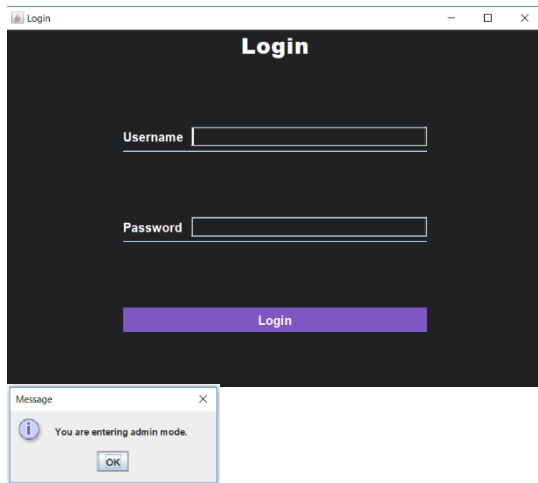 Login
Login
Username
Password
Login
Message
You are entering admin mode.
OK